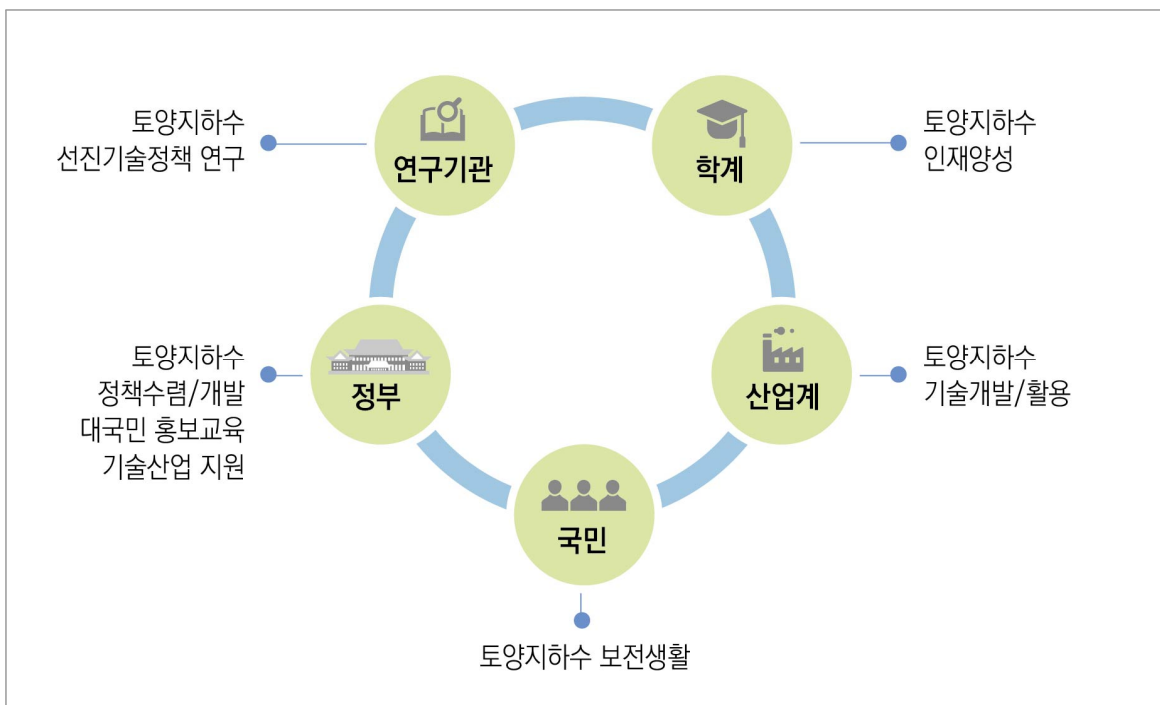 연구기관
토양지하수
선진기술정책 연구
학계
토양지하수
인재양성
정부
토양지하수
정책수렴/개발
대국민 홍보교육
기술산업 지원
산업계
토양지하수
기술개발/활용
국민
토양지하수 보전생활